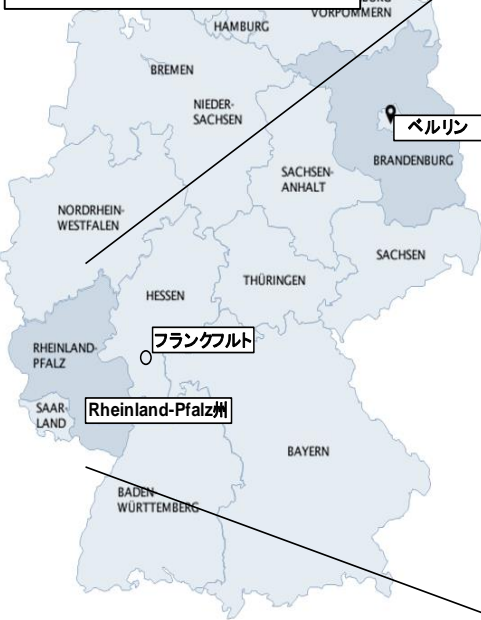 VORPOMMERN
HAMBURG
BREMEN
NIEDER-
SACHSEN
ベルリン
BRANDENBURG
SACHSEN-
ANHALT
NORDRHEIN-
WESTFALEN
SACHSEN
THÜRINGEN
HESSEN
フランクフルト
RHEINLAND-
PFALZ
SAAR-
LAND
Rheinland-Pfalz州
BAYERN
BADEN
WÜRTTEMBERG